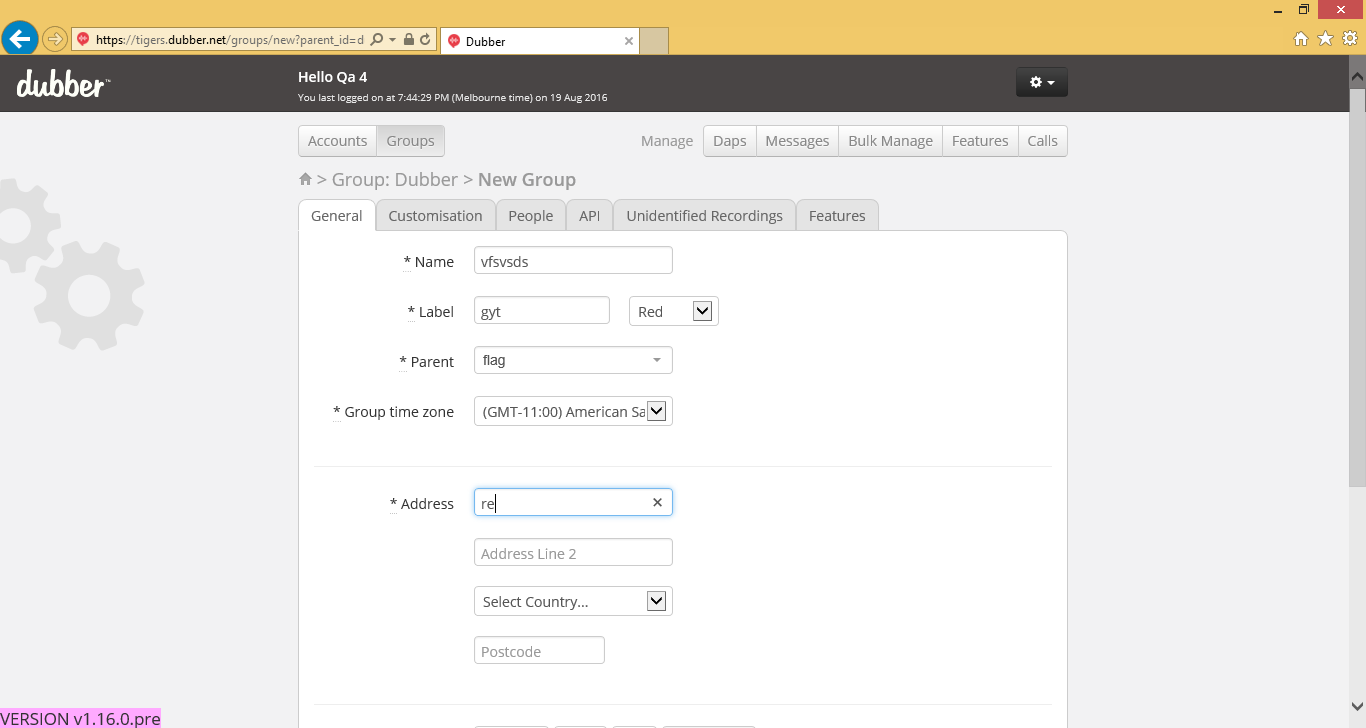 https://tigers.dubber.net/groups/new?parent_id=d
Dubber
dubber™
Hello Qa 4
You last logged on at 7:44:29 PM (Melbourne time) on 19 Aug 2016
Accounts Groups Manage Daps Messages Bulk Manage Features Calls
> Group: Dubber > New Group
General Customisation People API Unidentified Recordings Features
* Name vfsvsds
* Label gyt Red
* Parent flag
* Group time zone (GMT-11:00) American Sa
* Address re
Address Line 2
Select Country...
Postcode
VERSION v1.16.0.pre